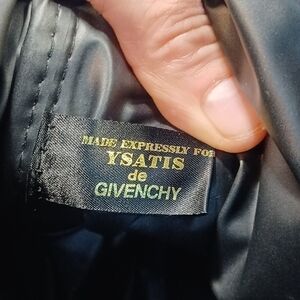 MADE EXPRESSLY FOR
YSATIS
de
GIVENCHY